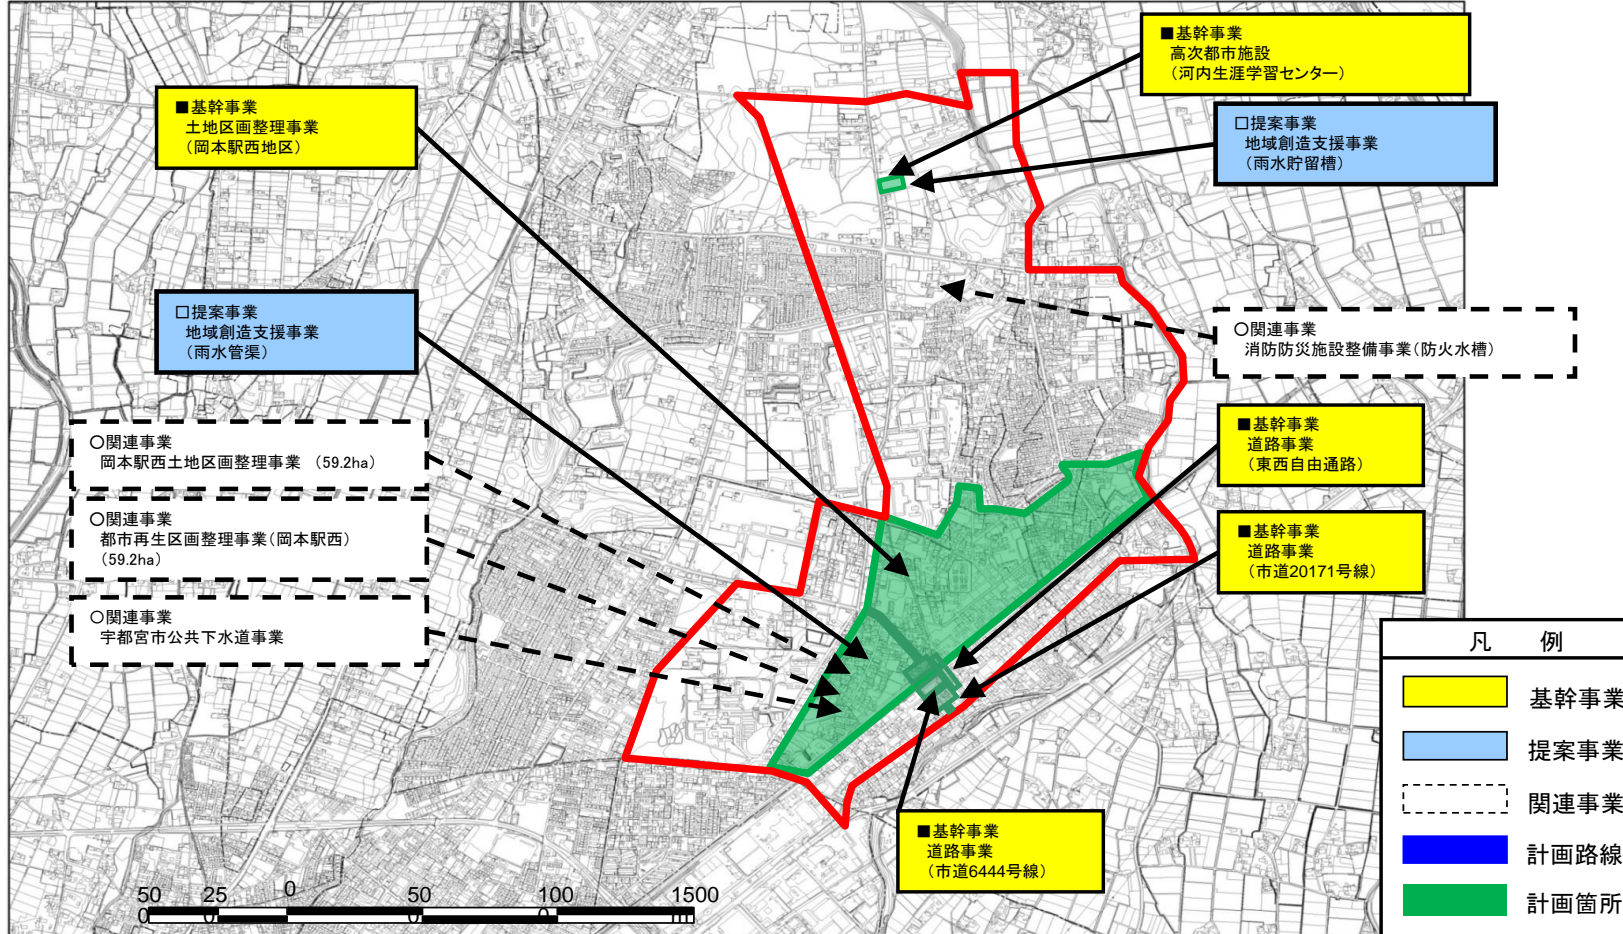 ■基幹事業
高次都市施設
（河内生涯学習センター）
■基幹事業
土地区画整理事業
（岡本駅西地区）
□提案事業
地域創造支援事業
（雨水貯留槽）
□提案事業
地域創造支援事業
（雨水管渠）
○関連事業
消防防災施設整備事業（防火水槽）
○関連事業
岡本駅西土地区画整理事業 （59.2ha）
■基幹事業
道路事業
（東西自由通路）
○関連事業
都市再生区画整理事業（岡本駅西）
（59.2ha）
■基幹事業
道路事業
（市道20171号線）
○関連事業
宇都宮市公共下水道事業
■基幹事業
道路事業
（市道6444号線）
凡 例
基幹事業
提案事業
関連事業
計画路線
計画箇所
50 25 0 50 100 1500
0 0 0 0 m